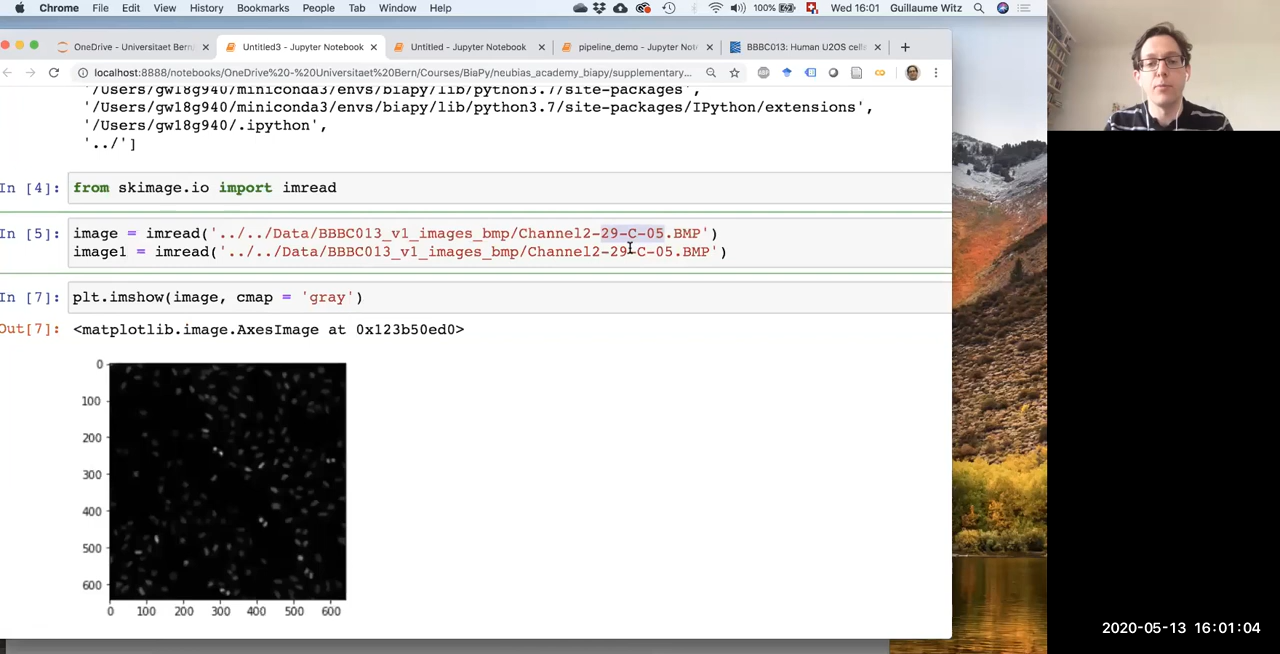 Chrome File Edit View History Bookmarks People Tab Window Help 100% Wed 16:01 Guillaume Witz
OneDrive - Universitaet Bern Untitled3 - Jupyter Notebook Untitled - Jupyter Notebook pipeline_demo - Jupyter Not BBBC013: Human U2OS cells
localhost:8888/notebooks/OneDrive%20-%20Universitaet%20Bern/Courses/BiaPy/neubias_academy_biapy/supplementary...
'/Users/gw18g940/miniconda3/envs/biapy/lib/python3.7/site-packages',
'/Users/gw18g940/miniconda3/envs/biapy/lib/python3.7/site-packages/IPython/extensions',
'/Users/gw18g940/.ipython',
'../']
In [4]: from skimage.io import imread
In [5]: image = imread('../../Data/BBBC013_v1_images_bmp/Channel2-29-C-05.BMP')
image1 = imread('../../Data/BBBC013_v1_images_bmp/Channel2-29-C-05.BMP')
In [7]: plt.imshow(image, cmap = 'gray')
Out[7]: <matplotlib.image.AxesImage at 0x123b50ed0>
0
100
200
300
400
500
600
0 100 200 300 400 500 600
2020-05-13 16:01:04